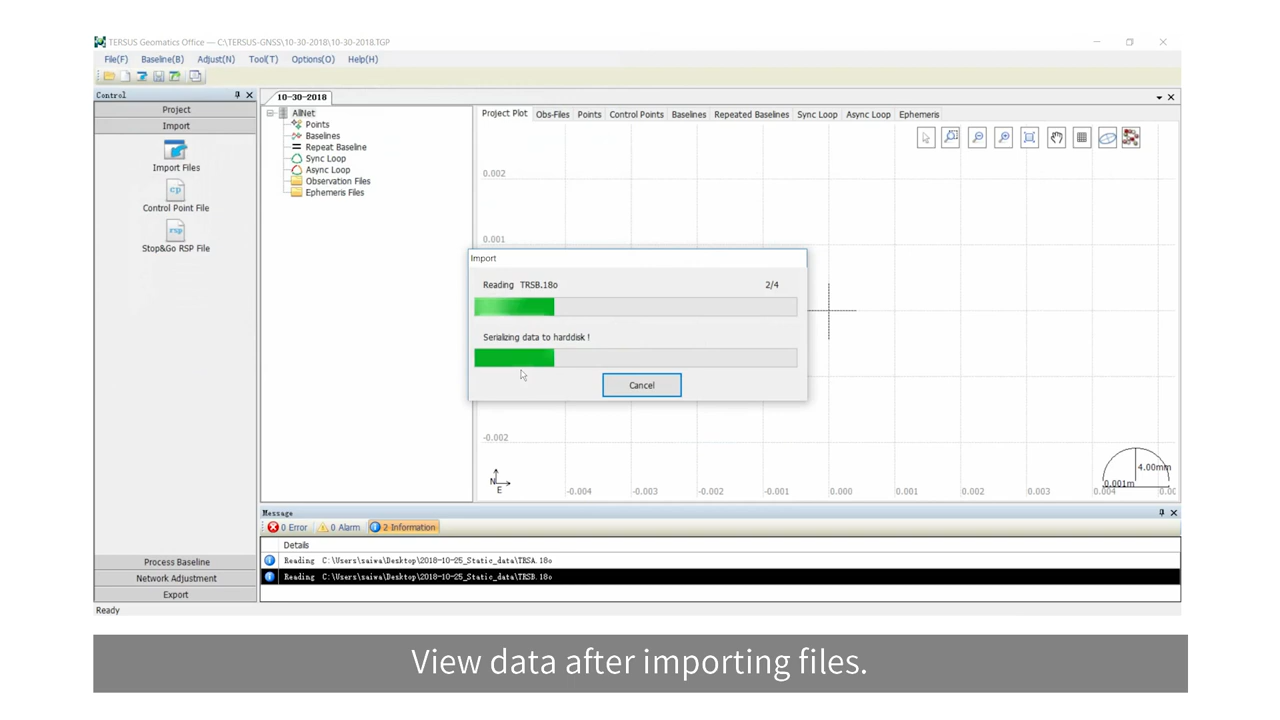 TERSUS Geomatics Office — C:\TERSUS-GNSS\10-30-2018\10-30-2018.TGP
File(F) Baseline(B) Adjust(N) Tool(T) Options(O) Help(H)
Control
Project
Import
Import Files
cp
Control Point File
rsp
Stop&Go RSP File
Process Baseline
Network Adjustment
Export
10-30-2018
AllNet
Points
Baselines
Repeat Baseline
Sync Loop
Async Loop
Observation Files
Ephemeris Files
Project Plot Obs-Files Points Control Points Baselines Repeated Baselines Sync Loop Async Loop Ephemeris
0.002
0.001
-0.002
N
E
-0.004 -0.003 -0.002 -0.001 0.000 0.001 0.002 0.003 0.004
4.00mm
0.001m
Import
Reading TRSB.18o 2/4
Serializing data to harddisk !
Cancel
Message
0 Error 0 Alarm 2 Information
Details
Reading C:\Users\saiwa\Desktop\2018-10-25_Static_data\TRSA.18o
Reading C:\Users\saiwa\Desktop\2018-10-25_Static_data\TRSB.18o
Ready
View data after importing files.